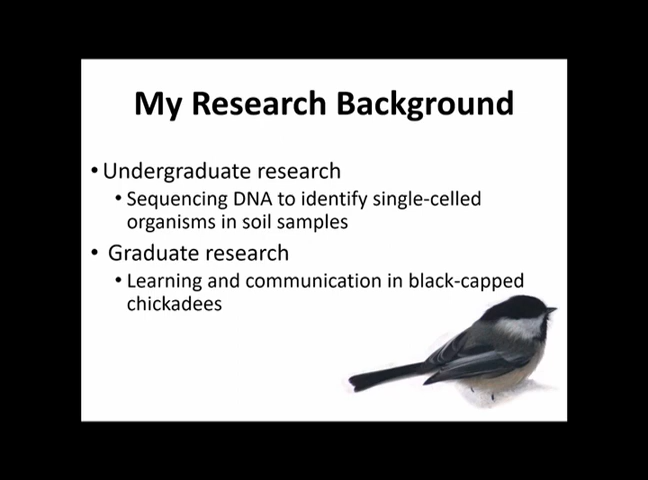 My Research Background
• Undergraduate research
• Sequencing DNA to identify single-celled
organisms in soil samples
• Graduate research
• Learning and communication in black-capped
chickadees